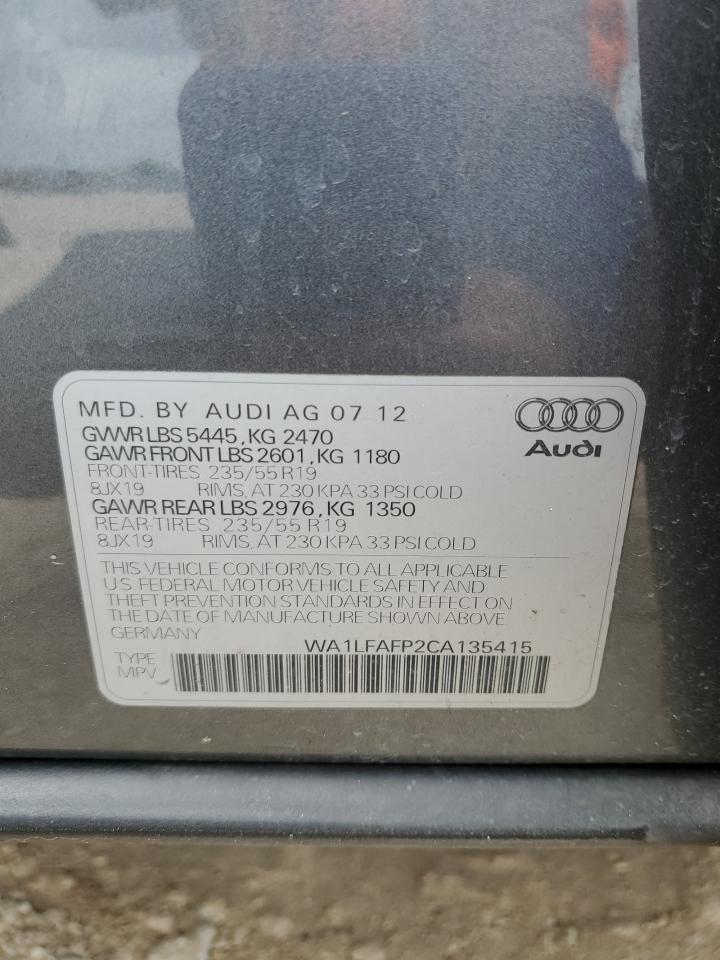 MFD. BY AUDI AG 07 12
Audi
GVWR LBS 5445, KG 2470
GAWR FRONT LBS 2601, KG 1180
FRONT-TIRES 235/55 R19
8JX19 RIMS, AT 230 KPA 33 PSI COLD
GAWR REAR LBS 2976, KG 1350
REAR-TIRES 235/55 R19
8JX19 RIMS, AT 230 KPA 33 PSI COLD
THIS VEHICLE CONFORMS TO ALL APPLICABLE
U.S. FEDERAL MOTOR VEHICLE SAFETY AND
THEFT PREVENTION STANDARDS IN EFFECT ON
THE DATE OF MANUFACTURE SHOWN ABOVE.
GERMANY
WA1LFAFP2CA135415
TYPE
MPV